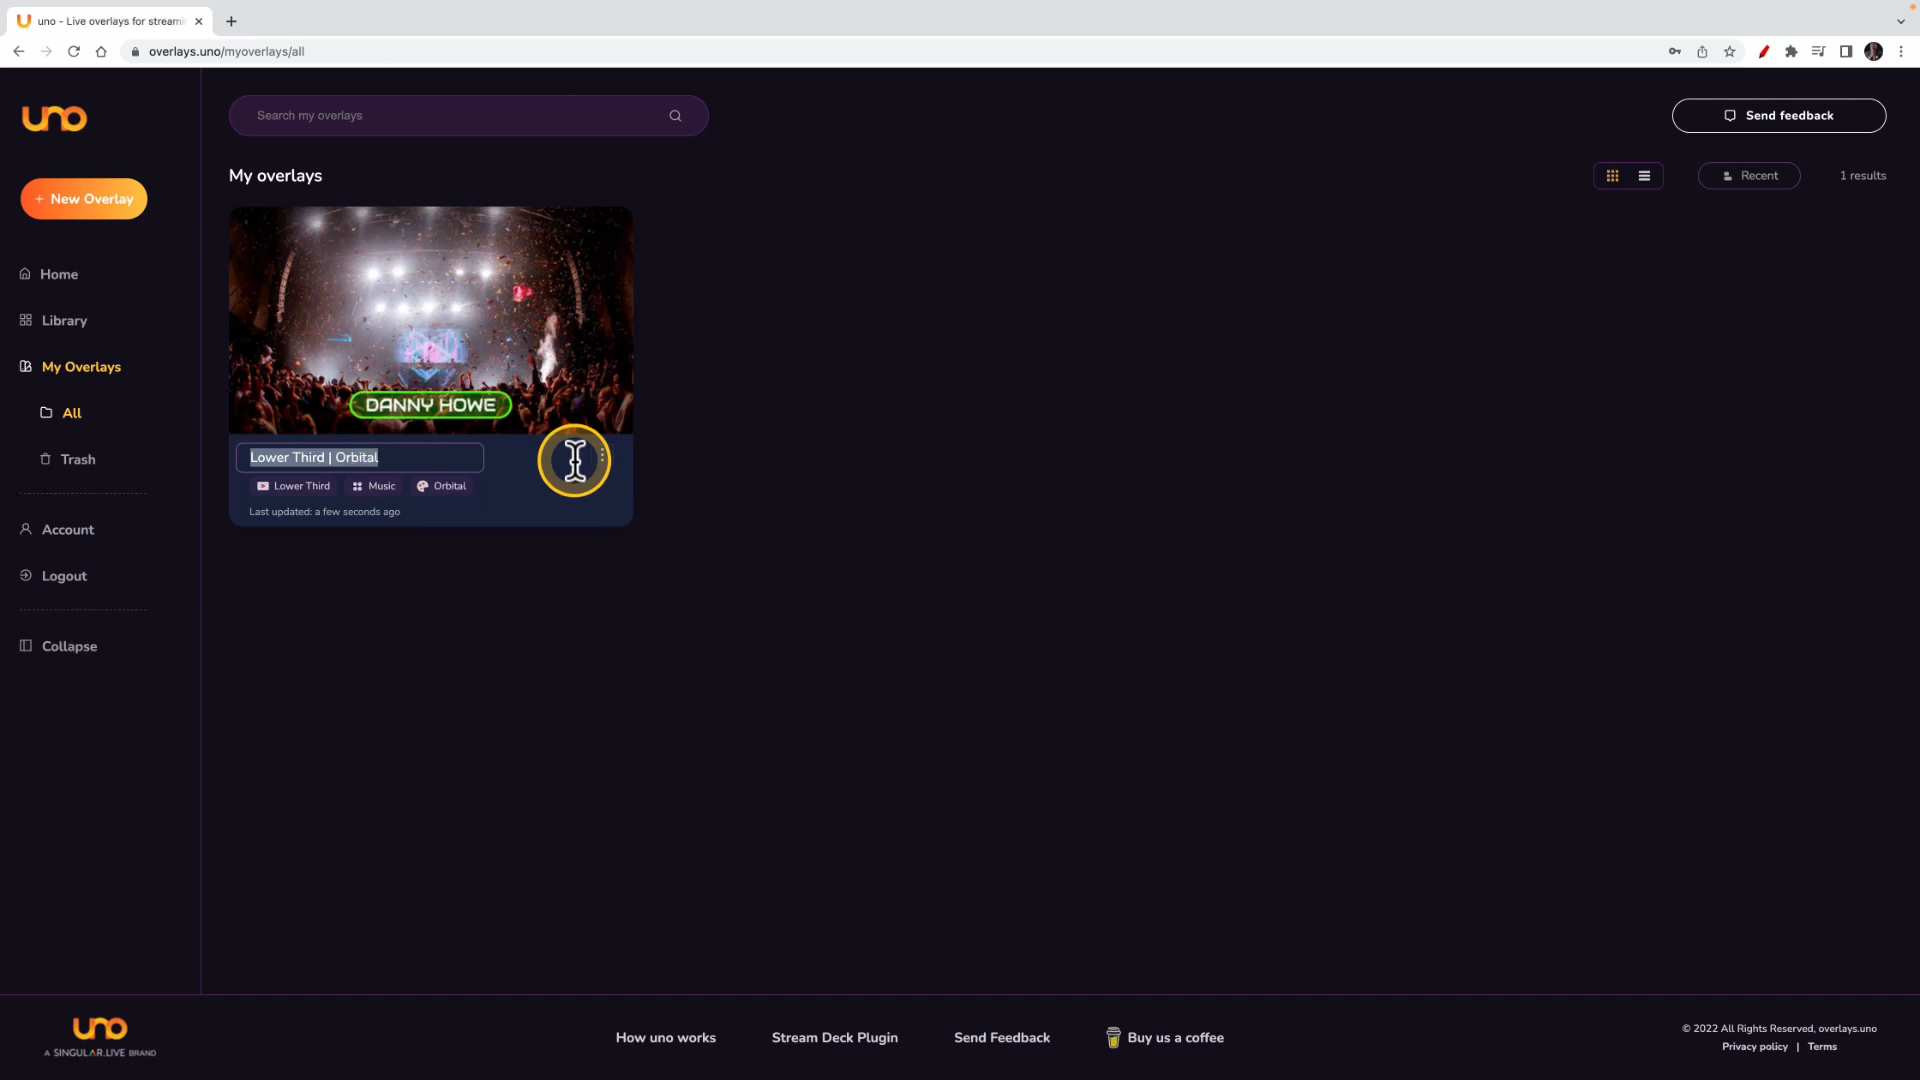 uno - Live overlays for streami
overlays.uno/myoverlays/all
uno
Search my overlays
Send feedback
+ New Overlay
My overlays
Recent
1 results
Home
Library
My Overlays
All
Trash
Account
Logout
Collapse
DANNY HOWE
Lower Third | Orbital
Lower Third
Music
Orbital
Last updated: a few seconds ago
uno
A SINGULAR.LIVE BRAND
How uno works
Stream Deck Plugin
Send Feedback
Buy us a coffee
© 2022 All Rights Reserved, overlays.uno
Privacy policy | Terms